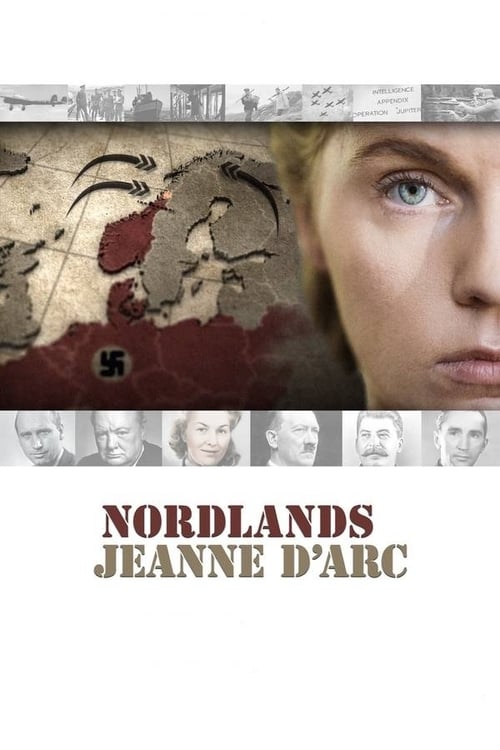 INTELLIGENCE
APPENDIX
OPERATION JUPITER
NORDLANDS
JEANNE D'ARC